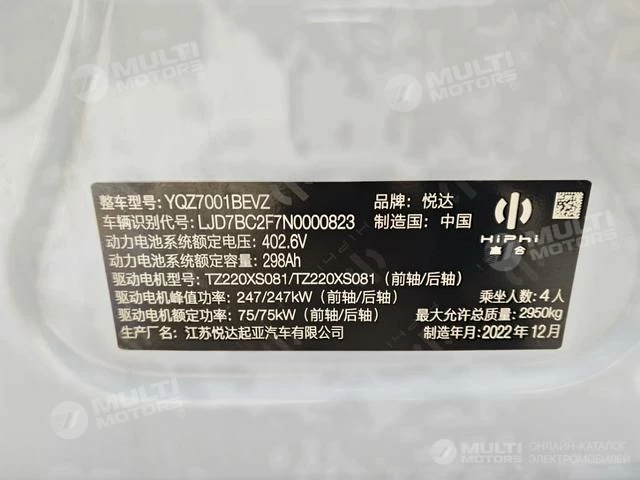 MULTI MOTORS
MULTI MOTORS
MULTI MOTORS
整车型号: YQZ7001BEVZ 品牌: 悦达
车辆识别代号: LJD7BC2F7N0000823 制造国: 中国
HiPhi
高合
动力电池系统额定电压: 402.6V
动力电池系统额定容量: 298Ah
驱动电机型号: TZ220XS081/TZ220XS081 (前轴/后轴)
驱动电机峰值功率: 247/247kW (前轴/后轴) 乘坐人数: 4人
驱动电机额定功率: 75/75kW (前轴/后轴) 最大允许总质量: 2950kg
生产厂名: 江苏悦达起亚汽车有限公司 制造年月: 2022年12月
MULTI MOTORS
MULTI MOTORS
MULTI MOTORS
MULTI MOTORS
ОНЛАЙН-КАТАЛОГ
ЭЛЕКТРОМОБИЛЕЙ